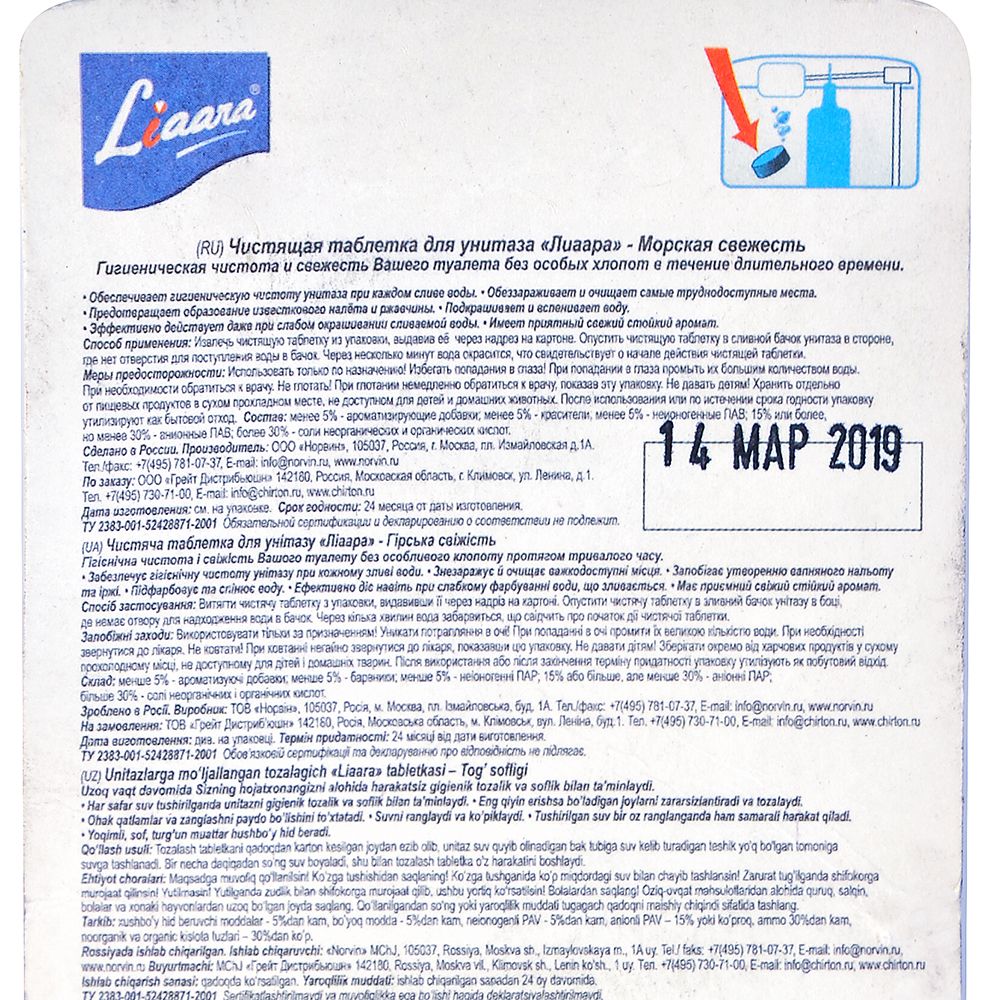 Liaara®
(RU) Чистящая таблетка для унитаза «Лиаара» - Морская свежесть
Гигиеническая чистота и свежесть Вашего туалета без особых хлопот в течение длительного времени.
• Обеспечивает гигиеническую чистоту унитаза при каждом сливе воды. • Обеззараживает и очищает самые труднодоступные места.
• Предотвращает образование известкового налёта и ржавчины. • Подкрашивает и вспенивает воду.
• Эффективно действует даже при слабом окрашивании сливаемой воды. • Имеет приятный свежий стойкий аромат.
Способ применения: Извлечь чистящую таблетку из упаковки, выдавив её через надрез на картоне. Опустить чистящую таблетку в сливной бачок унитаза в стороне,
где нет отверстия для поступления воды в бачок. Через несколько минут вода окрасится, что свидетельствует о начале действия чистящей таблетки.
Меры предосторожности: Использовать только по назначению! Избегать попадания в глаза! При попадании в глаза промыть их большим количеством воды.
При необходимости обратиться к врачу. Не глотать! При глотании немедленно обратиться к врачу, показав эту упаковку. Не давать детям! Хранить отдельно
от пищевых продуктов в сухом прохладном месте, не доступном для детей и домашних животных. После использования или по истечении срока годности упаковку
утилизируют как бытовой отход. Состав: менее 5% - ароматизирующие добавки; менее 5% - красители, менее 5% - неионогенные ПАВ; 15% или более,
но менее 30% - анионные ПАВ; более 30% - соли неорганических и органических кислот.
14 МАР 2019
Сделано в России. Производитель: ООО «Норвин», 105037, Россия, г. Москва, пл. Измайловская д.1А.
Тел./факс: +7(495) 781-07-37, E-mail: info@norvin.ru, www.norvin.ru
По заказу: ООО «Грейт Дистрибьюшн» 142180, Россия, Московская область, г. Климовск, ул. Ленина, д.1.
Тел. +7(495) 730-71-00, E-mail: info@chirton.ru, www.chirton.ru
Дата изготовления: см. на упаковке. Срок годности: 24 месяца от даты изготовления.
ТУ 2383-001-52428871-2001 Обязательной сертификации и декларированию о соответствии не подлежит.
(UA) Чистяча таблетка для унітазу «Ліаара» - Гірська свіжість
Гігієнічна чистота і свіжість Вашого туалету без особливого клопоту протягом тривалого часу.
• Забезпечує гігієнічну чистоту унітазу при кожному зливі води. • Знезаражує й очищає важкодоступні місця. • Запобігає утворенню вапняного нальоту
та іржі. • Підфарбовує та спінює воду. • Ефективно діє навіть при слабкому фарбуванні води, що зливається. • Має приємний свіжий стійкий аромат.
Спосіб застосування: Витягти чистячу таблетку з упаковки, видавивши її через надріз на картоні. Опустити чистячу таблетку в зливний бачок унітазу в боці,
де немає отвору для надходження води в бачок. Через кілька хвилин вода забарвиться, що свідчить про початок дії чистячої таблетки.
Запобіжні заходи: Використовувати тільки за призначенням! Уникати потрапляння в очі! При попаданні в очі промити їх великою кількістю води. При необхідності
звернутися до лікаря. Не ковтати! При ковтанні негайно звернутися до лікаря, показавши цю упаковку. Не давати дітям! Зберігати окремо від харчових продуктів у сухому
прохолодному місці, не доступному для дітей і домашніх тварин. Після використання або після закінчення терміну придатності упаковку утилізують як побутовий відхід.
Склад: менше 5% - ароматизуючі добавки; менше 5% - барвники; менше 5% - неіоногенні ПАР; 15% або більше, але менше 30% - аніонні ПАР;
більше 30% - солі неорганічних і органічних кислот.
Зроблено в Росії. Виробник: ТОВ «Норвін», 105037, Росія, м. Москва, пл. Ізмайловська, буд. 1А. Тел./факс: +7(495) 781-07-37, E-mail: info@norvin.ru, www.norvin.ru
На замовлення: ТОВ «Грейт Дистриб'юшн» 142180, Росія, Московська область, м. Клімовськ, вул. Леніна, буд.1. Тел. +7(495) 730-71-00, E-mail: info@chirton.ru, www.chirton.ru
Дата виготовлення: див. на упаковці. Термін придатності: 24 місяці від дати виготовлення.
ТУ 2383-001-52428871-2001 Обов'язковій сертифікації та декларуванню про відповідність не підлягає.
(UZ) Unitazlarga mo'ljallangan tozalagich «Liaara» tabletkasi – Tog' sofligi
Uzoq vaqt davomida Sizning hojatxonangizni alohida harakatsiz gigienik tozalik va soflik bilan ta'minlaydi.
• Har safar suv tushirilganda unitazni gigienik tozalik va soflik bilan ta'minlaydi. • Eng qiyin erishsa bo'ladigan joylarni zararsizlantiradi va tozalaydi.
• Ohak qatlamlar va zanglashni paydo bo'lishini to'xtatadi. • Suvni ranglaydi va ko'piklaydi. • Tushirilgan suv bir oz ranglanganda ham samarali harakat qiladi.
• Yoqimli, sof, turg'un muattar hushbo'y hid beradi.
Qo'llash usuli: Tozalash tabletkani qadoqdan karton kesilgan joydan ezib olib, unitaz suv quyib olinadigan bak tubiga suv kelib turadigan teshik yo'q bo'lgan tomoniga
suvga tashlanadi. Bir necha daqiqadan so'ng suv boyaladi, shu bilan tozalash tabletka o'z harakatini boshlaydi.
Ehtiyot choralari: Maqsadga muvofiq qo'llanilsin! Ko'zga tushishidan saqlaning! Ko'zga tushganida ko'p miqdordagi suv bilan chayib tashlansin! Zarurat tug'ilganda shifokorga
murojaat qilinsin! Yutilmasin! Yutilganda zudlik bilan shifokorga murojaat qilib, ushbu yorliq ko'rsatilsin! Bolalardan saqlang! Oziq-ovqat mahsulotlaridan alohida quruq, salqin,
bolalar va xonaki hayvonlardan uzoq bo'lgan joyda saqlang. Qo'llanilgandan so'ng yoki yaroqlilik muddati tugagach qadoqni maishiy chiqindi sifatida tashlang.
Tarkib: xushbo'y hid beruvchi moddalar - 5%dan kam, bo'yoq modda - 5%dan kam, neionogenli PAV - 5%dan kam, anionli PAV – 15% yoki ko'proq, ammo 30%dan kam,
noorganik va organic kislota tuzlari – 30%dan ko'p.
Rossiyada ishlab chiqarilgan. Ishlab chiqaruvchi: «Norvin» MChJ, 105037, Rossiya, Moskva sh., Izmaylovskaya m., 1A uy. Tel./ faks: +7(495) 781-07-37, E-mail: info@norvin.ru,
www.norvin.ru Buyurtmachi: MChJ «Грейт Дистрибьюшн» 142180, Rossiya, Moskva vil., Klimovsk sh., Lenin ko'sh., 1 uy. Тел. +7(495) 730-71-00, E-mail: info@chirton.ru, www.chirton.ru
Ishlab chiqarish sanasi: qadoqda ko'rsatilgan. Yaroqlilik muddati: ishlab chiqarilgan sanadan 24 oy davomida.
ТУ 2383-001-52428871-2001 Sertifikatlashtirilmaydi va muvofiqlikka ega bo'lishi haqida deklaratsiyalashtirilmaydi.